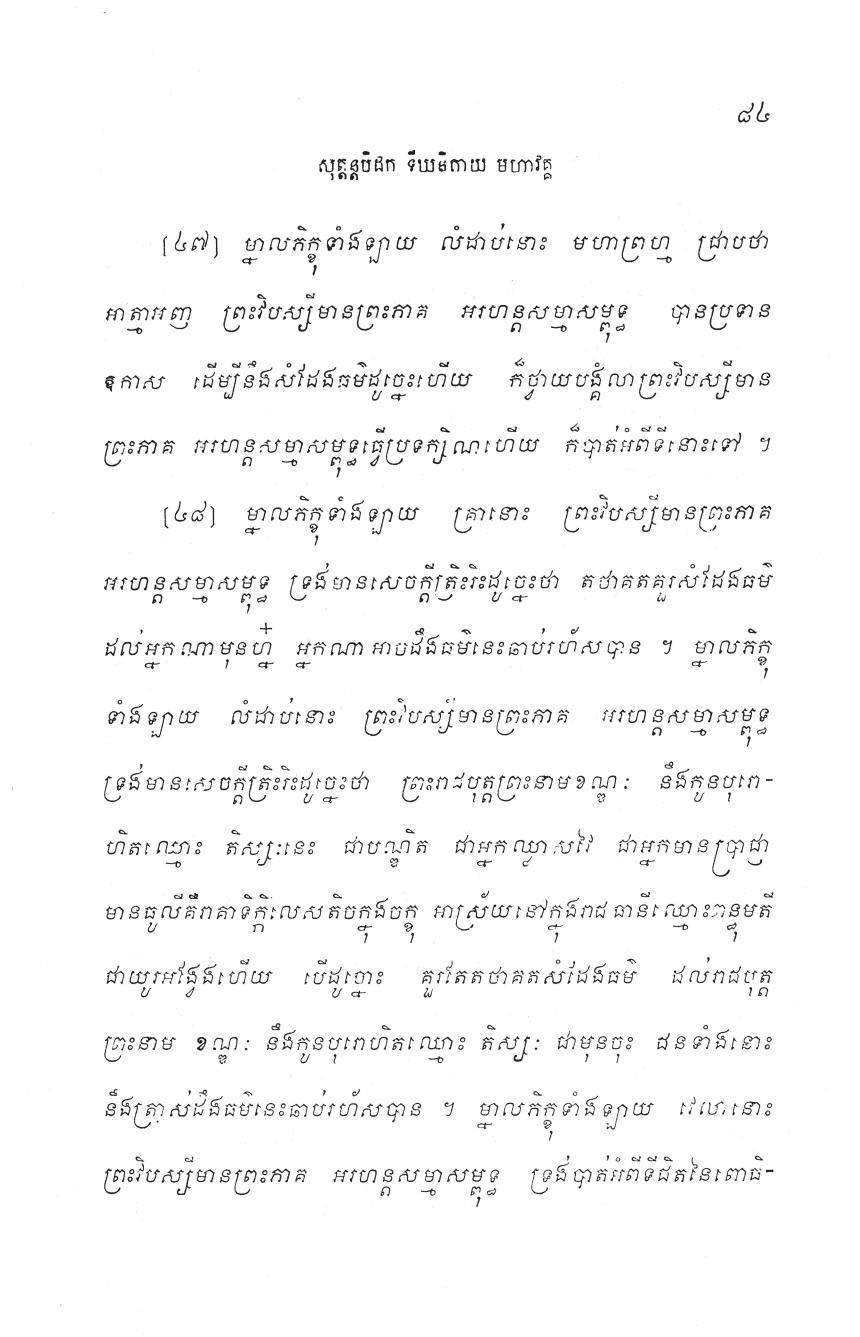 ៨៤
សុត្តន្តបិដក ទីឃនិកាយ មហាវគ្គ
[៤៧] ម្នាលភិក្ខុទាំងឡាយ លំដាប់នោះ មហាព្រហ្ម ជ្រាបថា
អាត្មាអញ ព្រះវិបស្សីមានព្រះភាគ អរហន្តសម្មាសម្ពុទ្ធ បានប្រទាន
ឱកាស ដើម្បីនឹងសំដែងធម៌ដូច្នេះហើយ ក៏ថ្វាយបង្គំលាព្រះវិបស្សីមាន
ព្រះភាគ អរហន្តសម្មាសម្ពុទ្ធធ្វើប្រទក្សិណហើយ ក៏បាត់អំពីទីនោះទៅ ។
[៤៨] ម្នាលភិក្ខុទាំងឡាយ គ្រានោះ ព្រះវិបស្សីមានព្រះភាគ
អរហន្តសម្មាសម្ពុទ្ធ ទ្រង់មានសេចក្តីត្រិះរិះដូច្នេះថា តថាគតគួរសំដែងធម៌
ដល់អ្នកណាមុនហ្ន៎ អ្នកណាអាចដឹងធម៌នេះឆាប់រហ័សបាន ។ ម្នាលភិក្ខុ
ទាំងឡាយ លំដាប់នោះ ព្រះវិបស្សីមានព្រះភាគ អរហន្តសម្មាសម្ពុទ្ធ
ទ្រង់មានសេចក្តីត្រិះរិះដូច្នេះថា ព្រះរាជបុត្តព្រះនាមខណ្ឌៈ នឹងកូនបុរោ-
ហិតឈ្មោះ តិស្សៈនេះ ជាបណ្ឌិត ជាអ្នកឈ្លាសវៃ ជាអ្នកមានប្រាជ្ញា
មានធូលីគឺរាគាទិក្កិលេសតិចក្នុងចក្ខុ អាស្រ័យនៅក្នុងរាជធានីឈ្មោះពន្ធុមតី
ជាយូរអង្វែងហើយ បើដូច្នោះ គួរតែតថាគតសំដែងធម៌ ដល់រាជបុត្ត
ព្រះនាម ខណ្ឌៈ នឹងកូនបុរោហិតឈ្មោះ តិស្សៈ ជាមុនចុះ ជនទាំងនោះ
នឹងត្រាស់ដឹងធម៌នេះឆាប់រហ័សបាន ។ ម្នាលភិក្ខុទាំងឡាយ វេលានោះ
ព្រះវិបស្សីមានព្រះភាគ អរហន្តសម្មាសម្ពុទ្ធ ទ្រង់បាត់អំពីទីជិតនៃពោធិ-